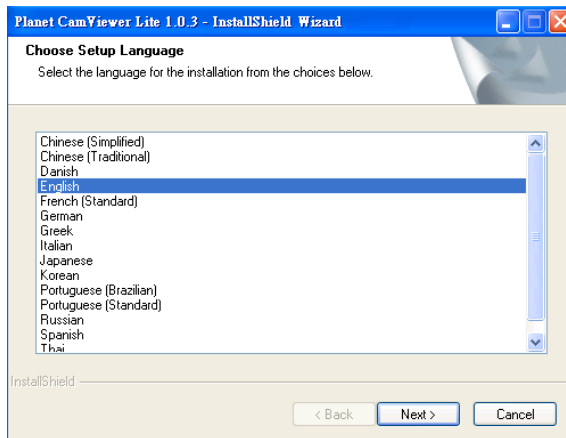 Planet CamViewer Lite 1.0.3 - InstallShield Wizard
Choose Setup Language
Select the language for the installation from the choices below.
Chinese (Simplified)
Chinese (Traditional)
Danish
English
French (Standard)
German
Greek
Italian
Japanese
Korean
Portuguese (Brazilian)
Portuguese (Standard)
Russian
Spanish
Thai
InstallShield
< Back
Next >
Cancel